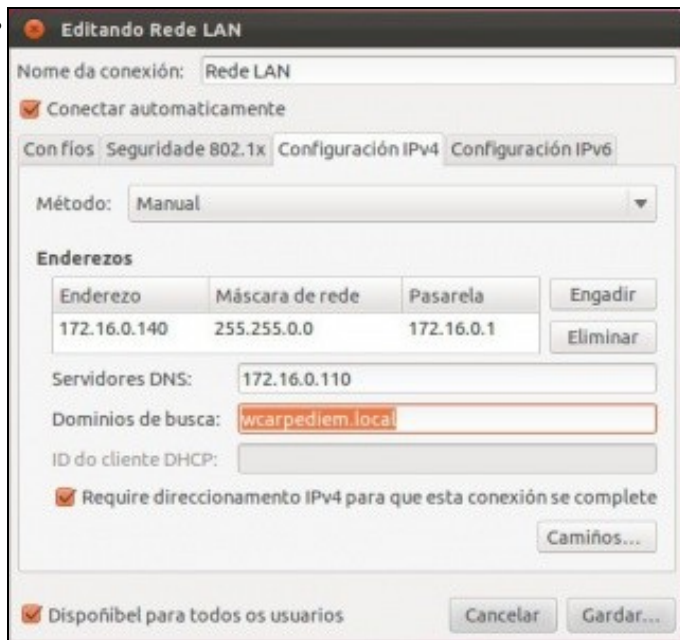 Editando Rede LAN
Nome da conexión: Rede LAN
Conectar automaticamente
Con fíos Seguridade 802.1x Configuración IPv4 Configuración IPv6
Método: Manual
Enderezos
Enderezo Máscara de rede Pasarela Engadir
172.16.0.140 255.255.0.0 172.16.0.1 Eliminar
Servidores DNS: 172.16.0.110
Dominios de busca: wcarpediem.local
ID do cliente DHCP:
Require direccionamento IPv4 para que esta conexión se complete
Camiños...
Dispoñibel para todos os usuarios Cancelar Gardar...